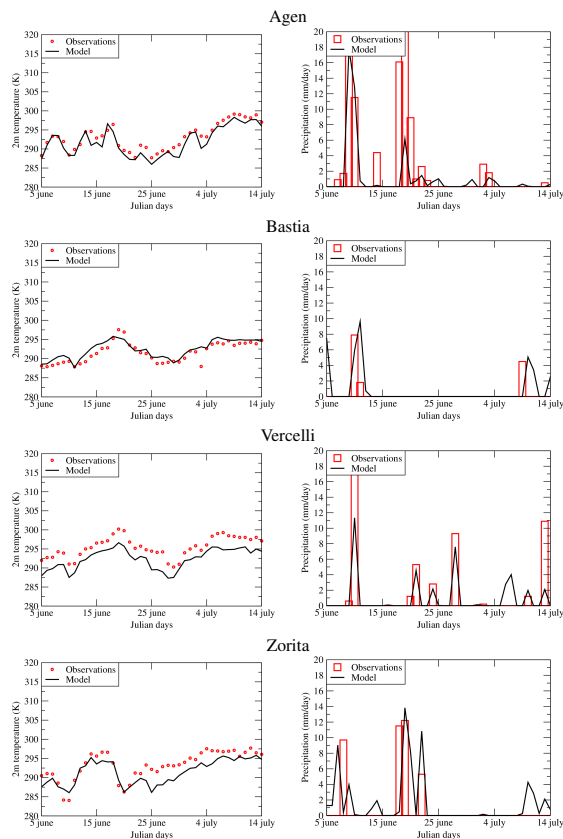 Agen
320
315
310
305
300
295
290
285
280
2m temperature (K)
Observations
Model
5 june
15 june
25 june
4 july
14 july
Julian days
20
18
16
14
12
10
8
6
4
2
0
Precipitation (mm/day)
Observations
Model
5 june
15 june
25 june
4 july
14 july
Julian days
Bastia
320
315
310
305
300
295
290
285
280
2m temperature (K)
Observations
Model
5 june
15 june
25 june
4 july
14 july
Julian days
20
18
16
14
12
10
8
6
4
2
0
Precipitation (mm/day)
Observations
Model
5 june
15 june
25 june
4 july
14 july
Julian days
Vercelli
320
315
310
305
300
295
290
285
280
2m temperature (K)
Observations
Model
5 june
15 june
25 june
4 july
14 july
Julian days
20
18
16
14
12
10
8
6
4
2
0
Precipitation (mm/day)
Observations
Model
5 june
15 june
25 june
4 july
14 july
Julian days
Zorita
320
315
310
305
300
295
290
285
280
2m temperature (K)
Observations
Model
5 june
15 june
25 june
4 july
14 july
Julian days
20
18
16
14
12
10
8
6
4
2
0
Precipitation (mm/day)
Observations
Model
5 june
15 june
25 june
4 july
14 july
Julian days